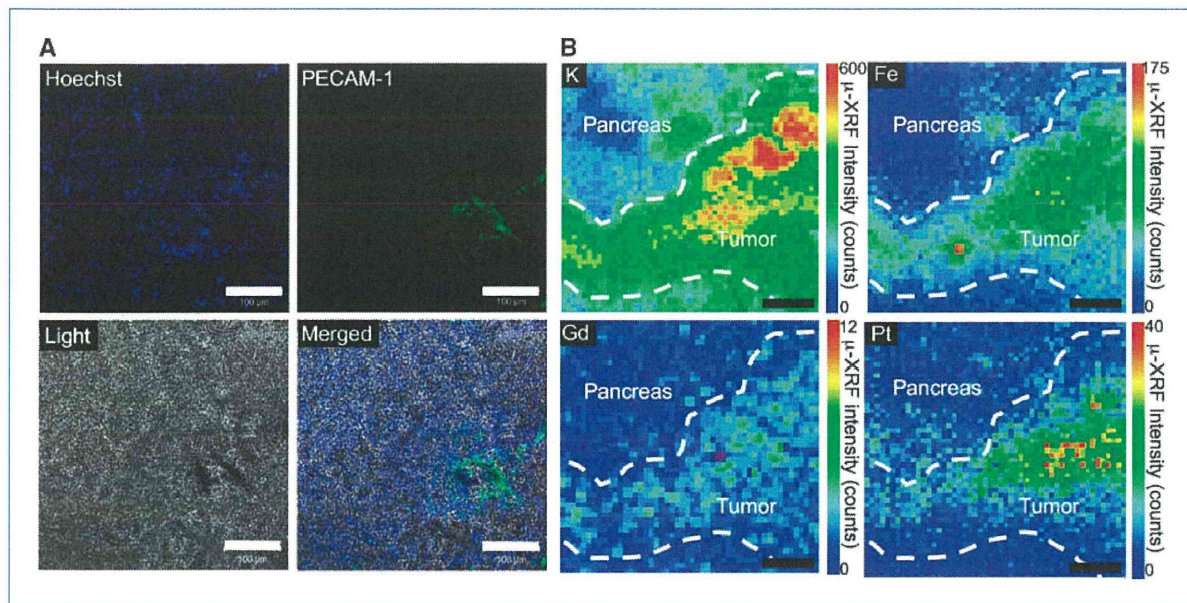 A
Hoechst
PECAM-1
100 µm
100 µm
Light
Merged
100 µm
100 µm
B
K
Pancreas
Tumor
600
µ-XRF Intensity (counts)
0
Fe
Pancreas
Tumor
175
µ-XRF Intensity (counts)
0
Gd
Pancreas
Tumor
12
µ-XRF intensity (counts)
0
Pt
Pancreas
Tumor
40
µ-XRF Intensity (counts)
0